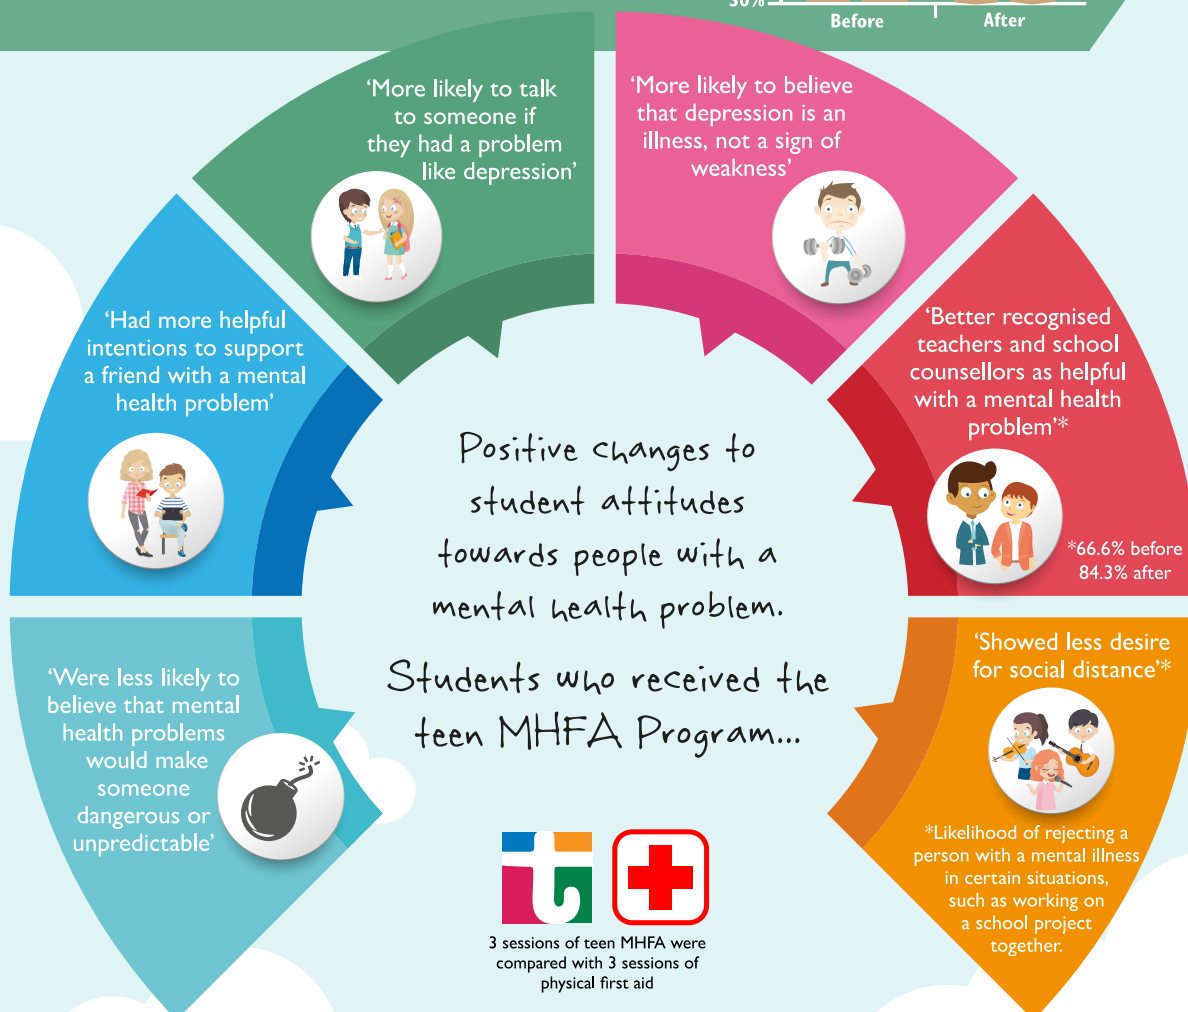 30%
Before
After
‘More likely to talk
to someone if
they had a problem
like depression’
‘More likely to believe
that depression is an
illness, not a sign of
weakness’
‘Had more helpful
intentions to support
a friend with a mental
health problem’
‘Better recognised
teachers and school
counsellors as helpful
with a mental health
problem’*
*66.6% before
84.3% after
Positive changes to
student attitudes
towards people with a
mental health problem.
Students who received the
teen MHFA Program...
‘Were less likely to
believe that mental
health problems
would make
someone
dangerous or
unpredictable’
‘Showed less desire
for social distance’*
*Likelihood of rejecting a
person with a mental illness
in certain situations,
such as working on
a school project
together.
t
3 sessions of teen MHFA were
compared with 3 sessions of
physical first aid